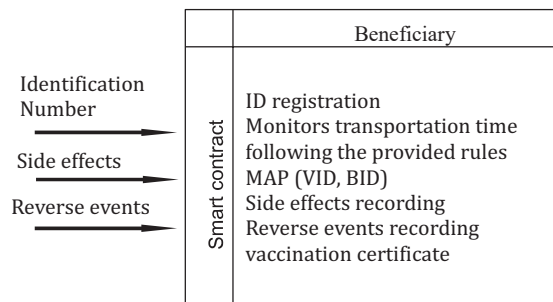 Beneficiary
Identification
Number
Side effects
Reverse events
Smart contract
ID registration
Monitors transportation time
following the provided rules
MAP (VID, BID)
Side effects recording
Reverse events recording
vaccination certificate